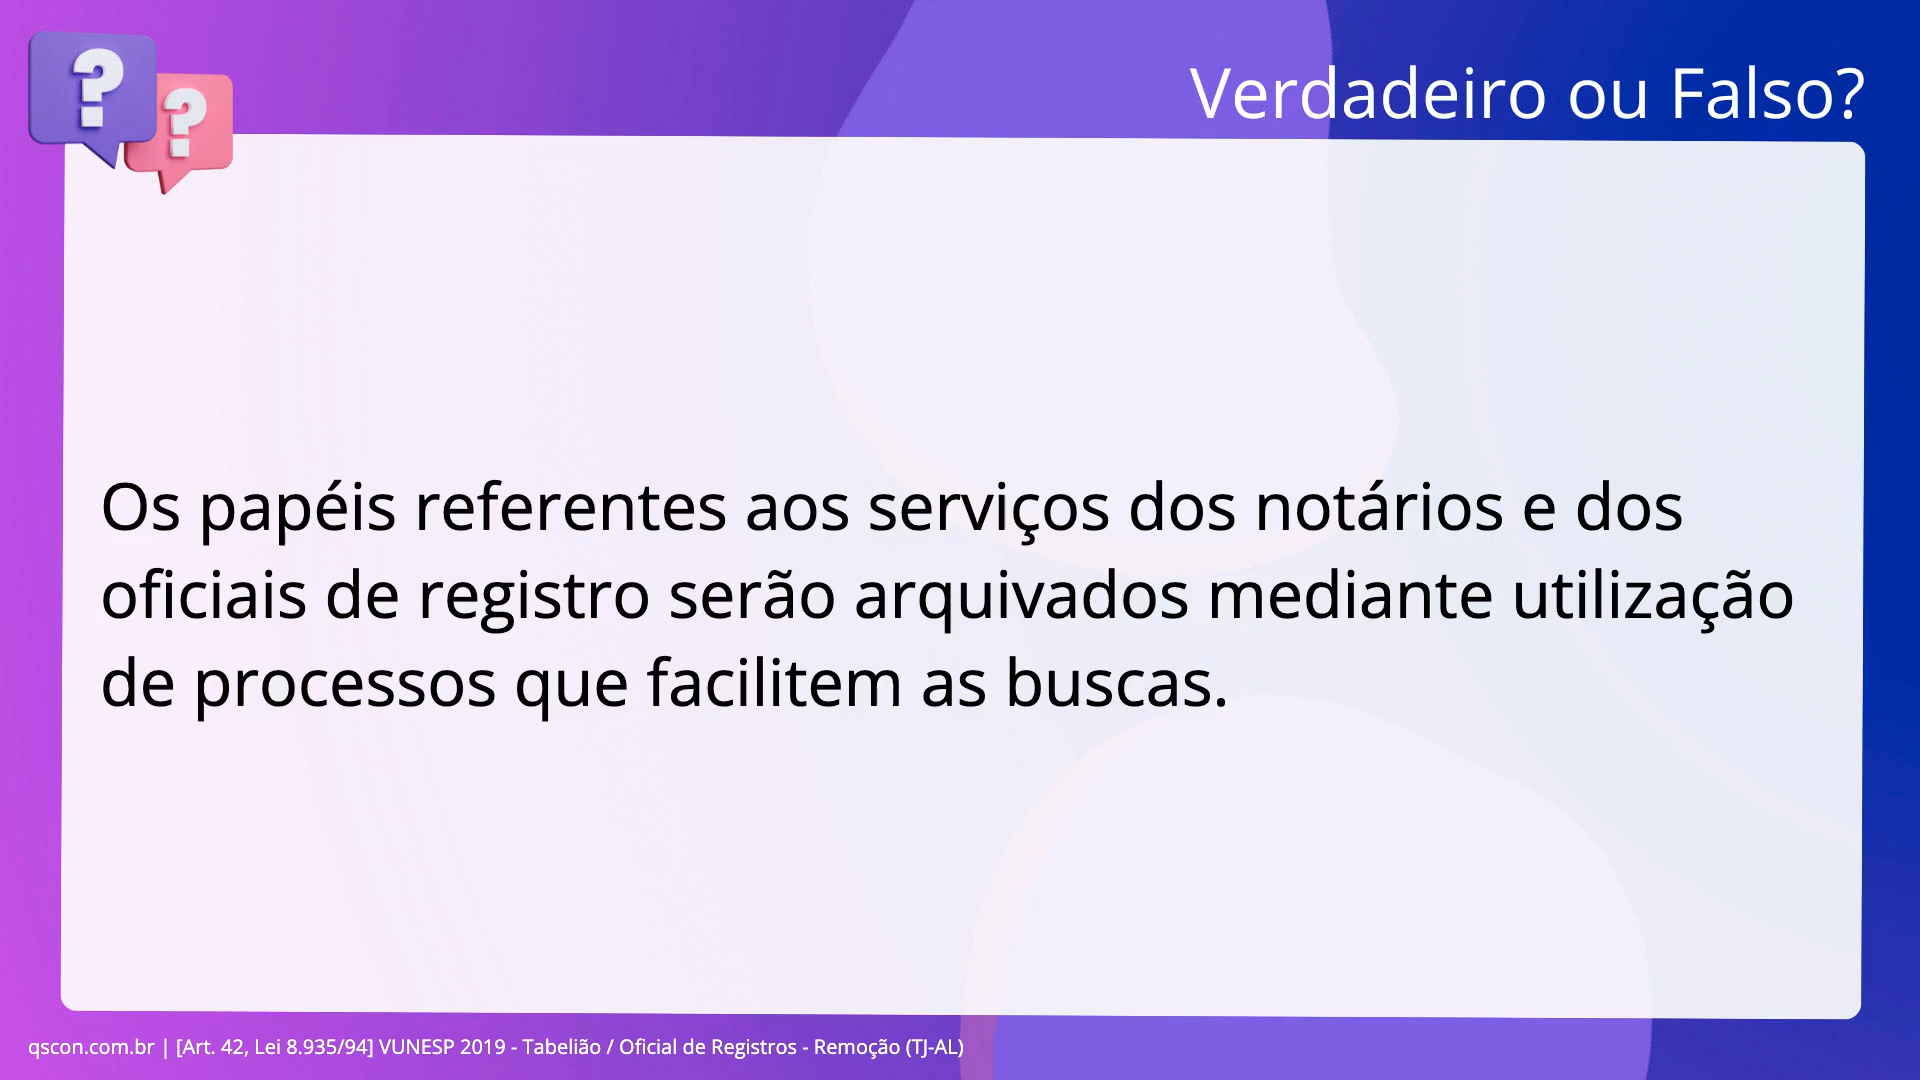 ?
?
Verdadeiro ou Falso?
Os papéis referentes aos serviços dos notários e dos
oficiais de registro serão arquivados mediante utilização
de processos que facilitem as buscas.
qscon.com.br | [Art. 42, Lei 8.935/94] VUNESP 2019 - Tabelião / Oficial de Registros - Remoção (TJ-AL)